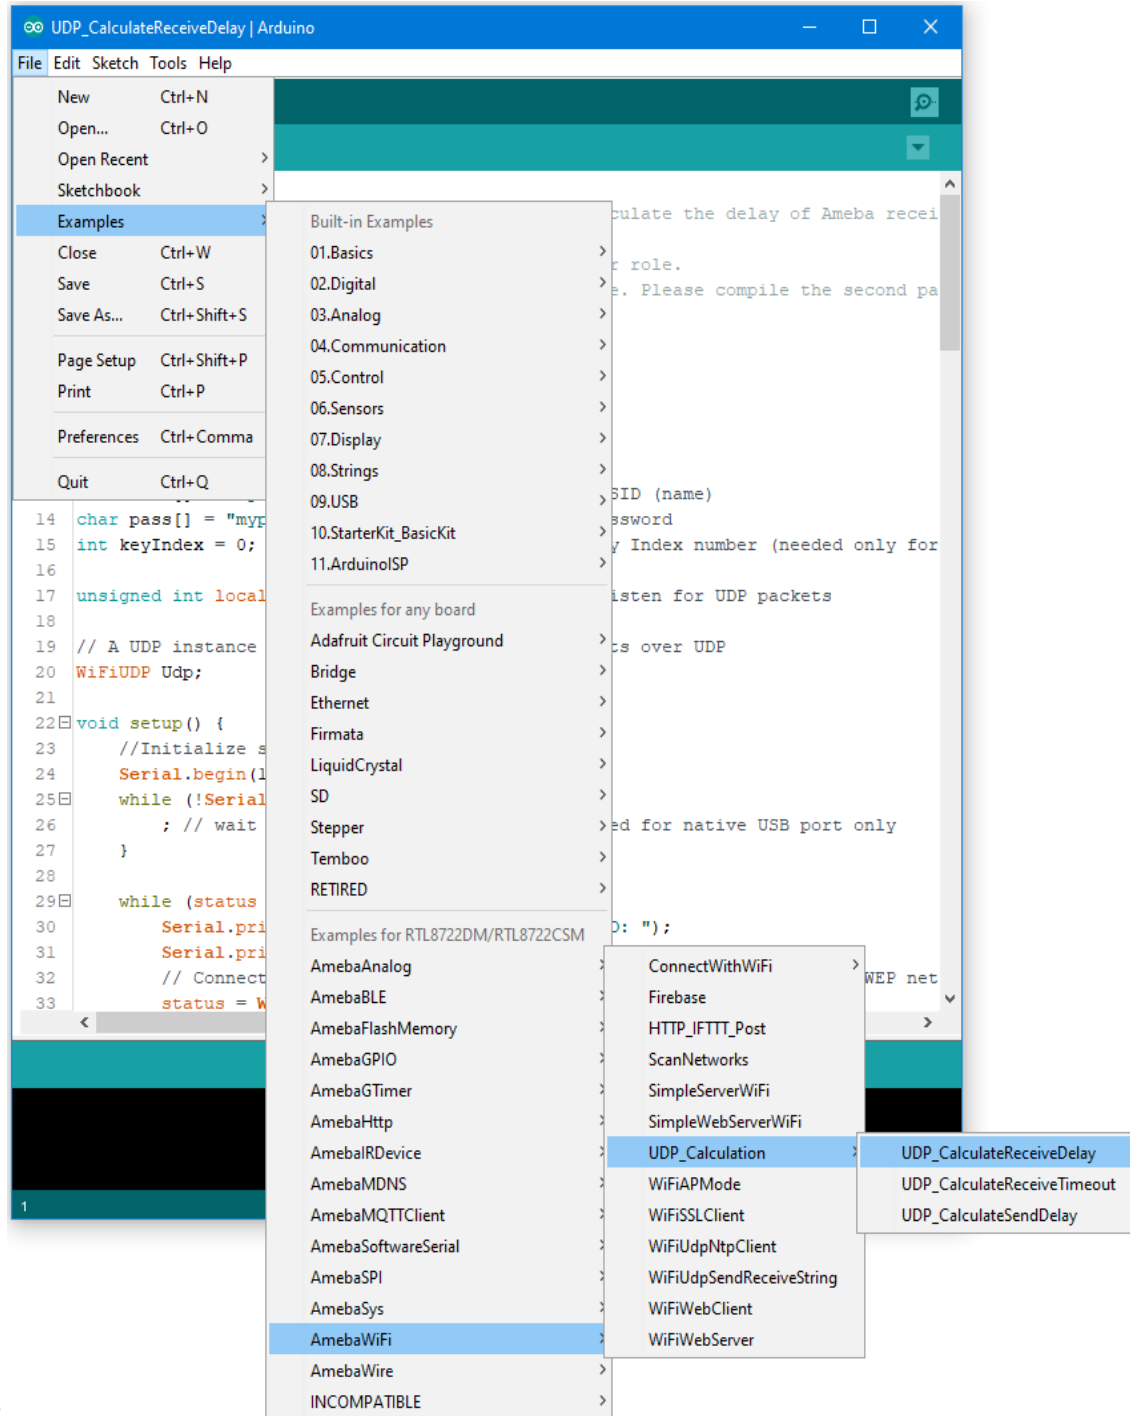 UDP_CalculateReceiveDelay | Arduino
File Edit Sketch Tools Help
New Ctrl+N
Open... Ctrl+O
Open Recent
Sketchbook
Examples
Close Ctrl+W
Save Ctrl+S
Save As... Ctrl+Shift+S
Page Setup Ctrl+Shift+P
Print Ctrl+P
Preferences Ctrl+Comma
Quit Ctrl+Q
Built-in Examples
01.Basics
02.Digital
03.Analog
04.Communication
05.Control
06.Sensors
07.Display
08.Strings
09.USB
10.StarterKit_BasicKit
11.ArduinoISP
Examples for any board
Adafruit Circuit Playground
Bridge
Ethernet
Firmata
LiquidCrystal
SD
Stepper
Temboo
RETIRED
Examples for RTL8722DM/RTL8722CSM
AmebaAnalog
AmebaBLE
AmebaFlashMemory
AmebaGPIO
AmebaGTimer
AmebaHttp
AmebaIRDevice
AmebaMDNS
AmebaMQTTClient
AmebaSoftwareSerial
AmebaSPI
AmebaSys
AmebaWiFi
AmebaWire
INCOMPATIBLE
ConnectWithWiFi
Firebase
HTTP_IFTTT_Post
ScanNetworks
SimpleServerWiFi
SimpleWebServerWiFi
UDP_Calculation
WiFiAPMode
WiFiSSLClient
WiFiUdpNtpClient
WiFiUdpSendReceiveString
WiFiWebClient
WiFiWebServer
UDP_CalculateReceiveDelay
UDP_CalculateReceiveTimeout
UDP_CalculateSendDelay
culate the delay of Ameba recei
r role.
e. Please compile the second pa
SID (name)
14 char pass[] = "myp ssword
15 int keyIndex = 0; y Index number (needed only for
16
17 unsigned int local isten for UDP packets
18
19 // A UDP instance ts over UDP
20 WiFiUDP Udp;
21
22 void setup() {
23 //Initialize s
24 Serial.begin(1
25 while (!Serial
26 ; // wait ed for native USB port only
27 }
28
29 while (status
30 Serial.pri D: ");
31 Serial.pri
32 // Connect WEP net
33 status = W
1